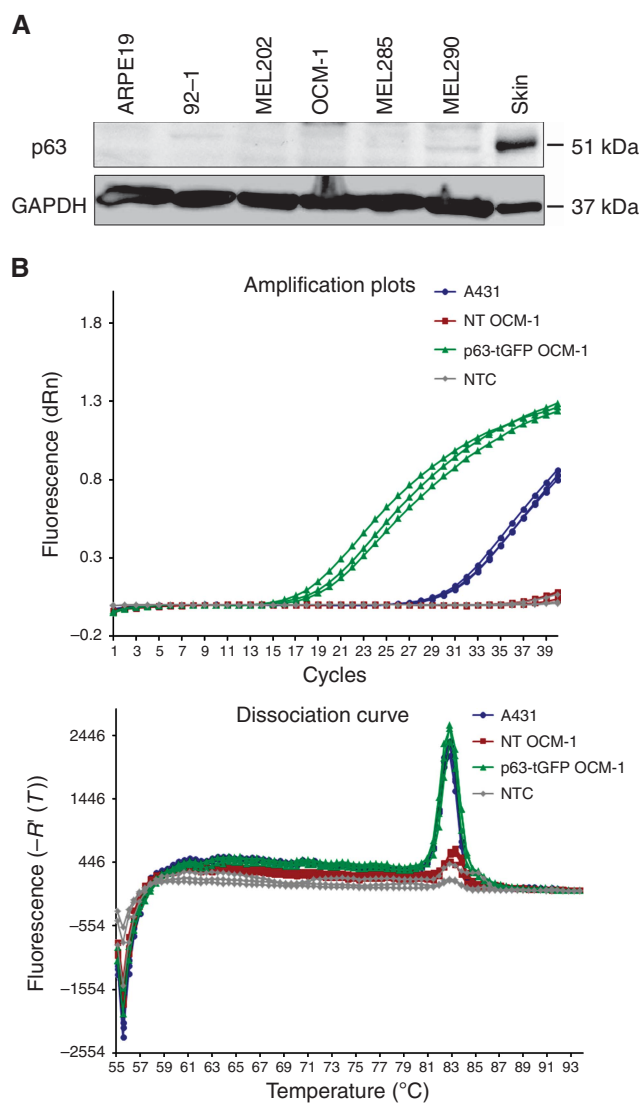 A
ARPE19
92–1
MEL202
OCM-1
MEL285
MEL290
Skin
p63
51 kDa
GAPDH
37 kDa
B
Amplification plots
A431
NT OCM-1
p63-tGFP OCM-1
NTC
Fluorescence (dRn)
1.8
1.3
0.8
0.3
–0.2
1 3 5 7 9 11 13 15 17 19 21 23 25 27 29 31 33 35 37 39
Cycles
Dissociation curve
A431
NT OCM-1
p63-tGFP OCM-1
NTC
Fluorescence (–R' (T))
2446
1446
446
–554
–1554
–2554
55 57 59 61 63 65 67 69 71 73 75 77 79 81 83 85 87 89 91 93
Temperature (°C)